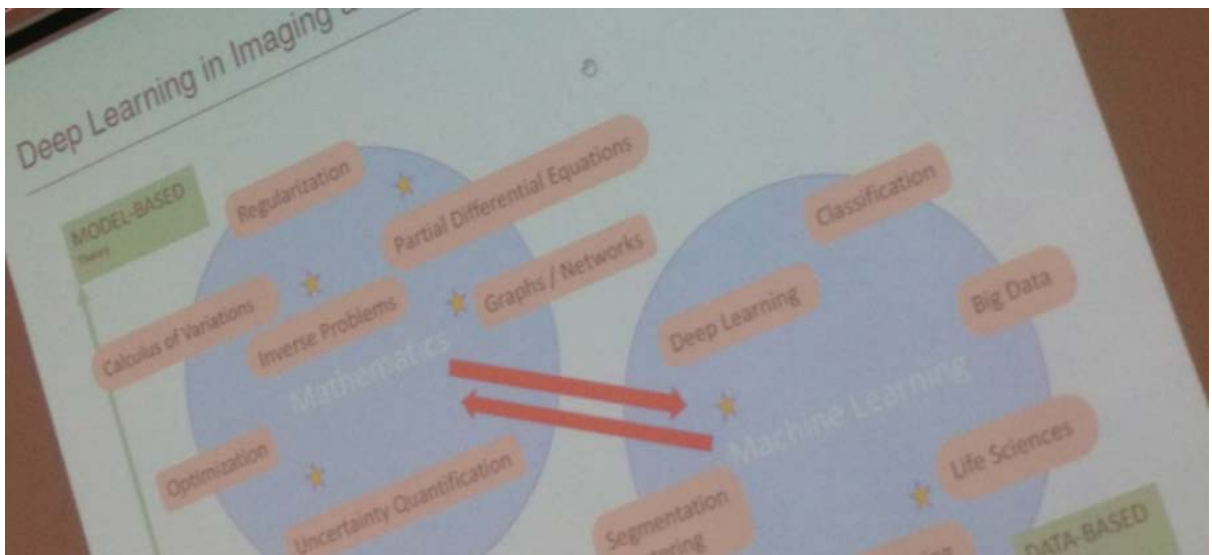 Deep Learning in Imaging
MODEL-BASED
Theory
Regularization
Partial Differential Equations
Graphs / Networks
Calculus of Variations
Inverse Problems
Mathematics
Optimization
Uncertainty Quantification
Classification
Deep Learning
Big Data
Machine Learning
Life Sciences
Segmentation
DATA-BASED